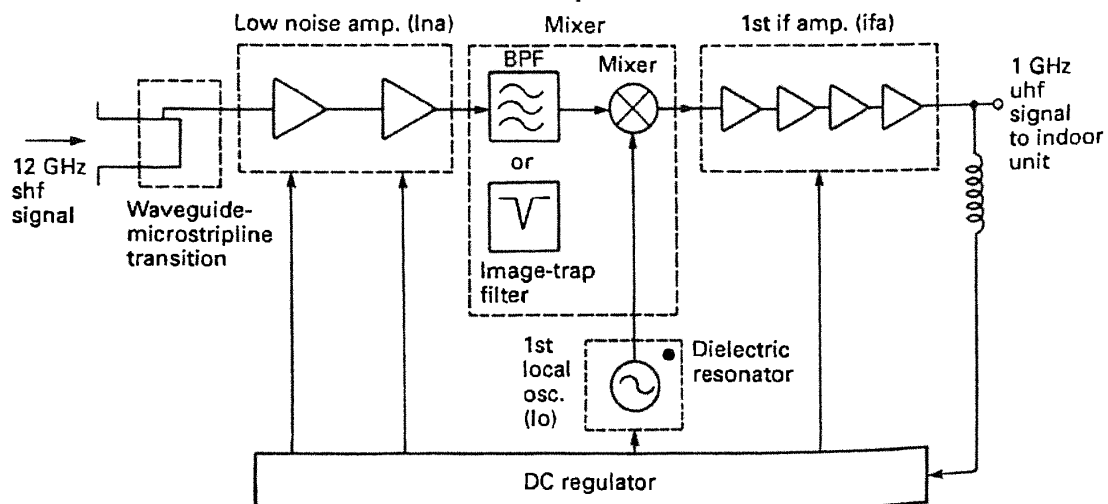 Low noise amp. (lna)
Mixer
1st if amp. (ifa)
BPF
Mixer
1 GHz
uhf
signal
to indoor
unit
or
12 GHz
shf
signal
Waveguide-
microstripline
transition
Image-trap
filter
1st
local
osc.
(lo)
Dielectric
resonator
DC regulator